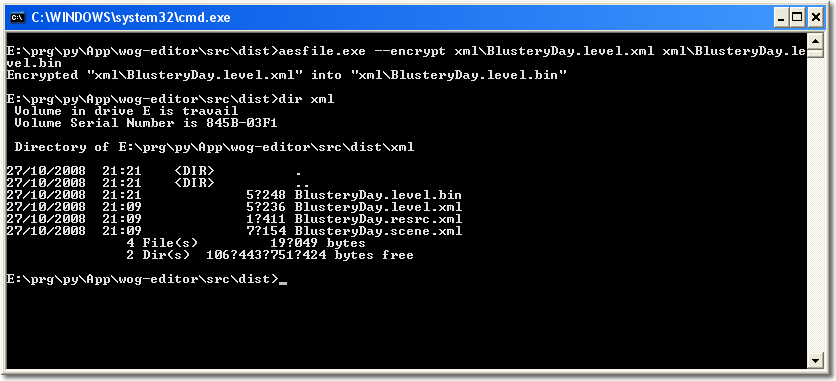 C:\WINDOWS\system32\cmd.exe
E:\prg\py\App\wog-editor\src\dist>aesfile.exe --encrypt xml\BlusteryDay.level.xml xml\BlusteryDay.le
vel.bin
Encrypted "xml\BlusteryDay.level.xml" into "xml\BlusteryDay.level.bin"
E:\prg\py\App\wog-editor\src\dist>dir xml
Volume in drive E is travail
Volume Serial Number is 845B-03F1
Directory of E:\prg\py\App\wog-editor\src\dist\xml
27/10/2008  21:21    <DIR>          .
27/10/2008  21:21    <DIR>          ..
27/10/2008  21:21             5?248 BlusteryDay.level.bin
27/10/2008  21:09             5?236 BlusteryDay.level.xml
27/10/2008  21:09             1?411 BlusteryDay.resrc.xml
27/10/2008  21:09             7?154 BlusteryDay.scene.xml
4 File(s)         19?049 bytes
2 Dir(s)  106?443?751?424 bytes free
E:\prg\py\App\wog-editor\src\dist>_